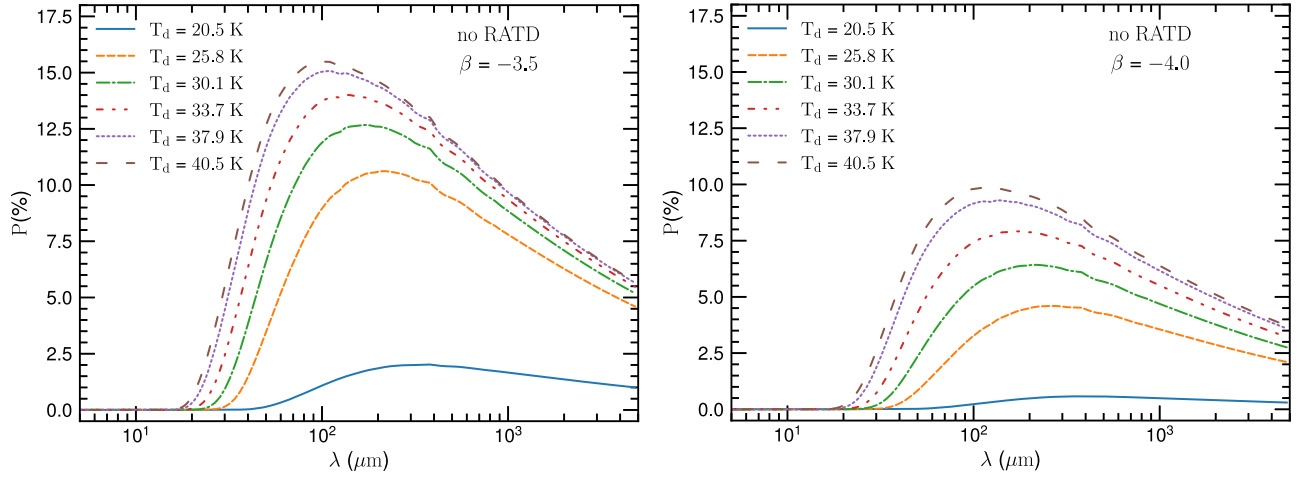 T_d = 20.5 K
T_d = 25.8 K
T_d = 30.1 K
T_d = 33.7 K
T_d = 37.9 K
T_d = 40.5 K
no RATD
β = −3.5
17.5
15.0
12.5
10.0
7.5
5.0
2.5
0.0
P(%)
10^1
10^2
10^3
λ (μm)
T_d = 20.5 K
T_d = 25.8 K
T_d = 30.1 K
T_d = 33.7 K
T_d = 37.9 K
T_d = 40.5 K
no RATD
β = −4.0
17.5
15.0
12.5
10.0
7.5
5.0
2.5
0.0
P(%)
10^1
10^2
10^3
λ (μm)